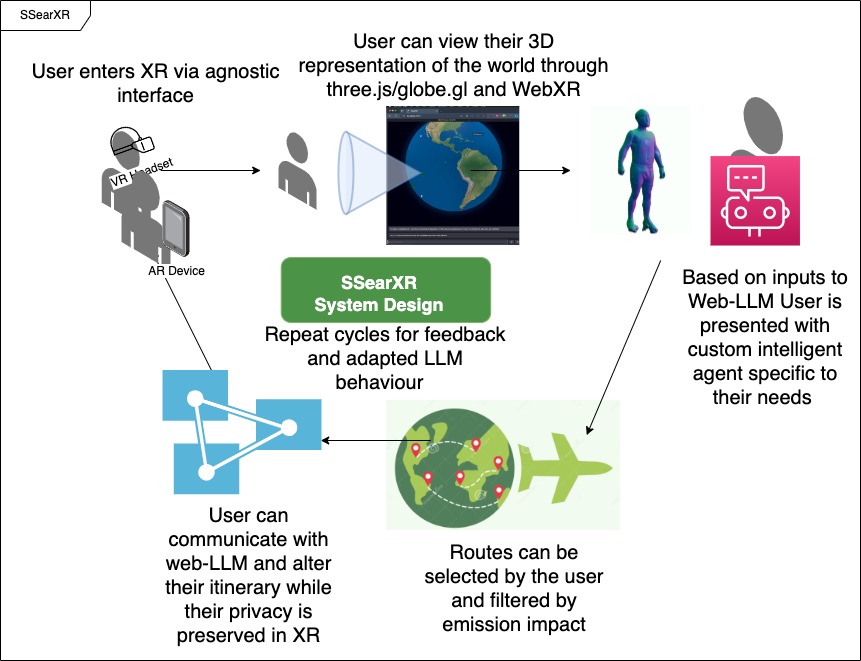 SSearXR
User can view their 3D
representation of the world through
three.js/globe.gl and WebXR
User enters XR via agnostic
interface
VR Headset
AR Device
SSearXR
System Design
Repeat cycles for feedback
and adapted LLM
behaviour
Based on inputs to
Web-LLM User is
presented with
custom intelligent
agent specific to
their needs
User can
communicate with
web-LLM and alter
their itinerary while
their privacy is
preserved in XR
Routes can be
selected by the user
and filtered by
emission impact